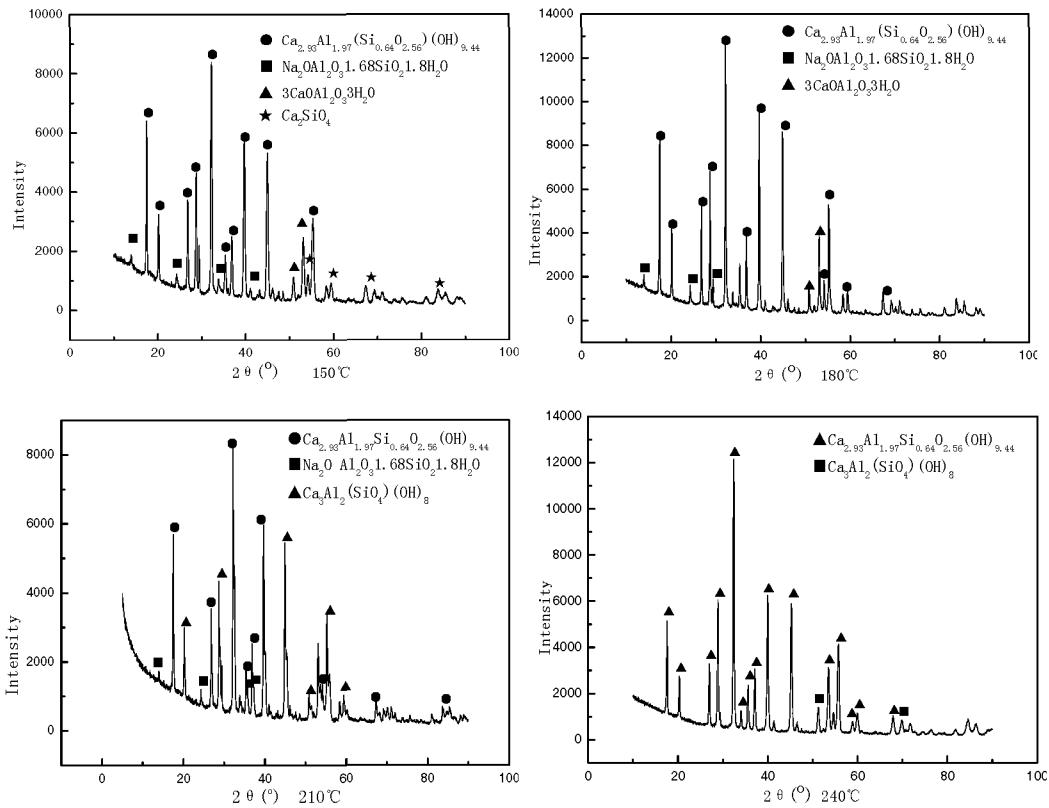 10000
8000
6000
4000
2000
0
Intensity
Ca₂.₉₃Al₁.₉₇(Si₀.₆₄O₂.₅₆)(OH)₉.₄₄
Na₂OAl₂O₃1.68SiO₂1.8H₂O
3CaOAl₂O₃3H₂O
Ca₂SiO₄
0 20 40 60 80 100
2 θ (°) 150℃
14000
12000
10000
8000
6000
4000
2000
0
Intensity
Ca₂.₉₃Al₁.₉₇(Si₀.₆₄O₂.₅₆)(OH)₉.₄₄
Na₂OAl₂O₃1.68SiO₂1.8H₂O
3CaOAl₂O₃3H₂O
0 20 40 60 80 100
2 θ (°) 180℃
8000
6000
4000
2000
0
Intensity
Ca₂.₉₃Al₁.₉₇Si₀.₆₄O₂.₅₆(OH)₉.₄₄
Na₂O Al₂O₃1.68SiO₂1.8H₂O
Ca₃Al₂(SiO₄)(OH)₈
0 20 40 60 80 100
2 θ (°) 210℃
14000
12000
10000
8000
6000
4000
2000
0
Intensity
Ca₂.₉₃Al₁.₉₇Si₀.₆₄O₂.₅₆(OH)₉.₄₄
Ca₃Al₂(SiO₄)(OH)₈
0 20 40 60 80 100
2 θ (°) 240℃